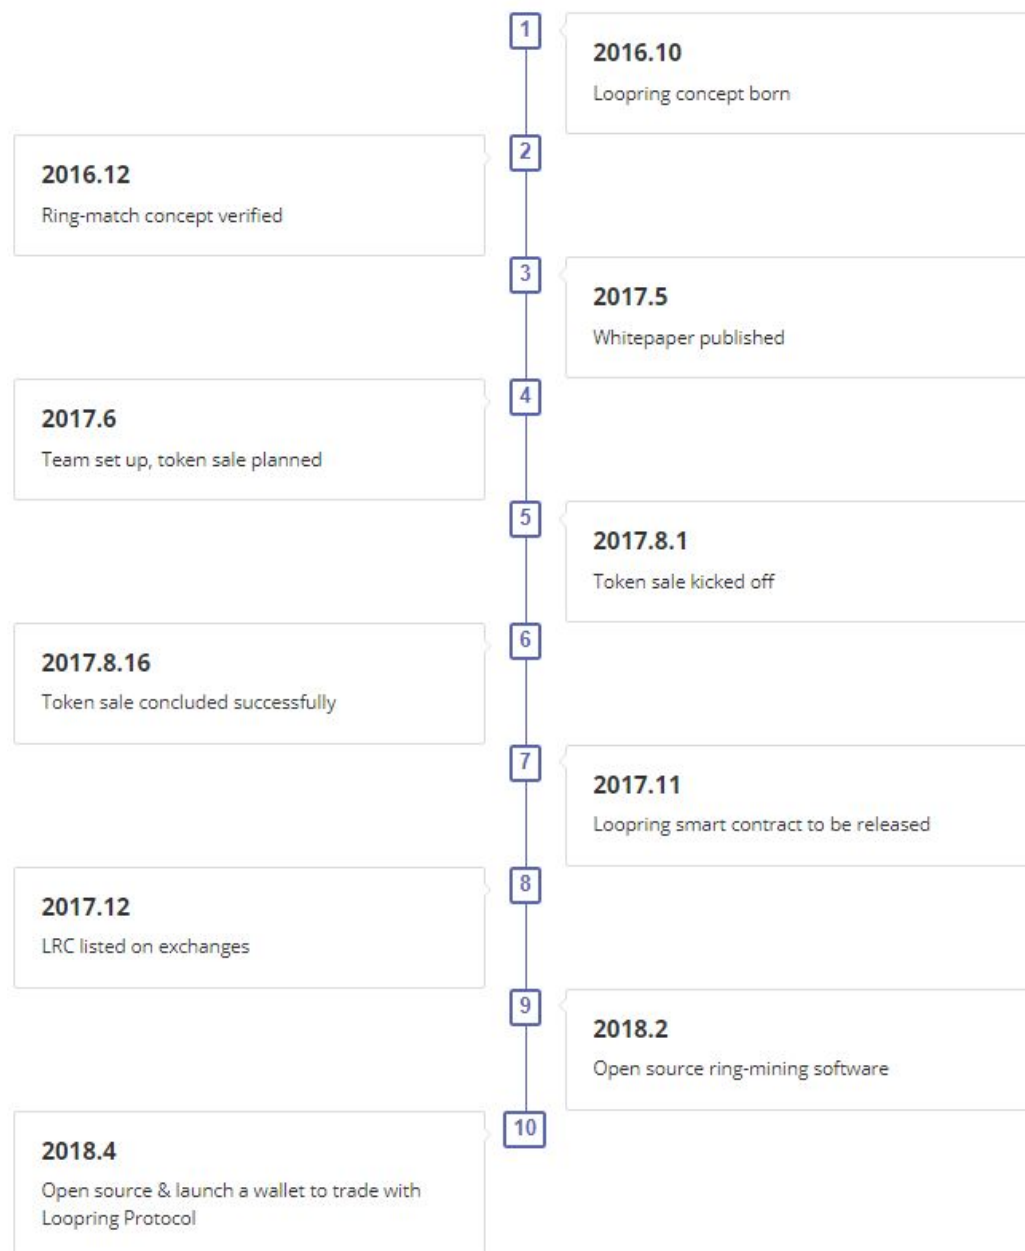 1
2016.10
Loopring concept born
2
2016.12
Ring-match concept verified
3
2017.5
Whitepaper published
4
2017.6
Team set up, token sale planned
5
2017.8.1
Token sale kicked off
6
2017.8.16
Token sale concluded successfully
7
2017.11
Loopring smart contract to be released
8
2017.12
LRC listed on exchanges
9
2018.2
Open source ring-mining software
10
2018.4
Open source & launch a wallet to trade with
Loopring Protocol